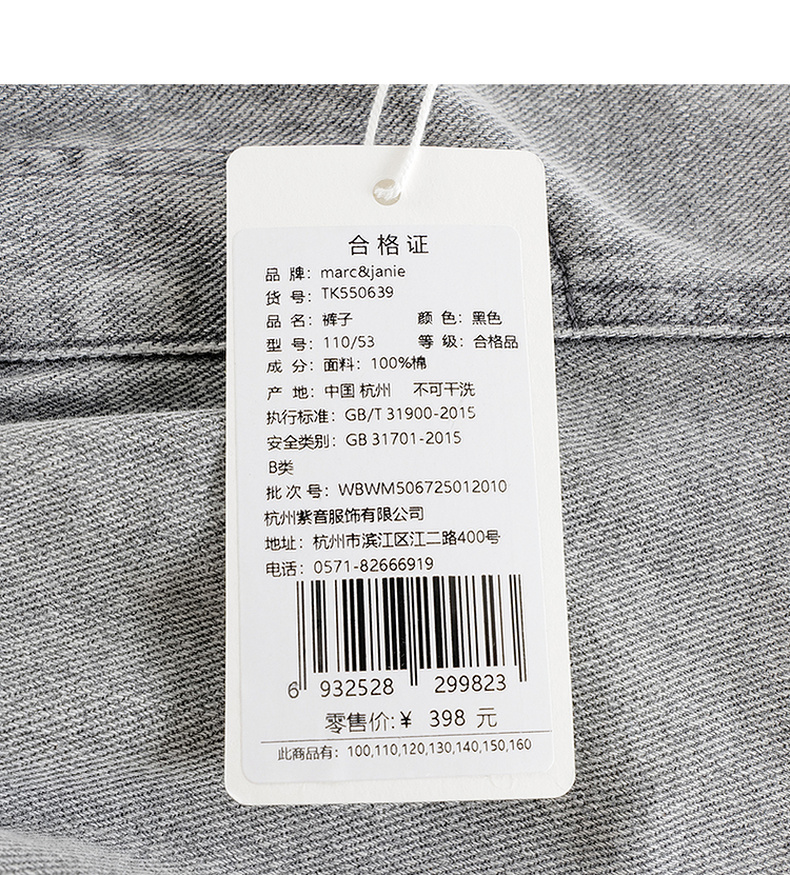 合格证
品 牌：marc&janie
货 号：TK550639
品 名：裤子 颜 色：黑色
型 号：110/53 等 级：合格品
成 分：面料：100%棉
产 地：中国 杭州 不可干洗
执行标准：GB/T 31900-2015
安全类别：GB 31701-2015
B类
批 次 号：WBWM506725012010
杭州紫音服饰有限公司
地址：杭州市滨江区江二路400号
电话：0571-82666919
6 932528 299823
零售价:¥ 398 元
此商品有：100,110,120,130,140,150,160